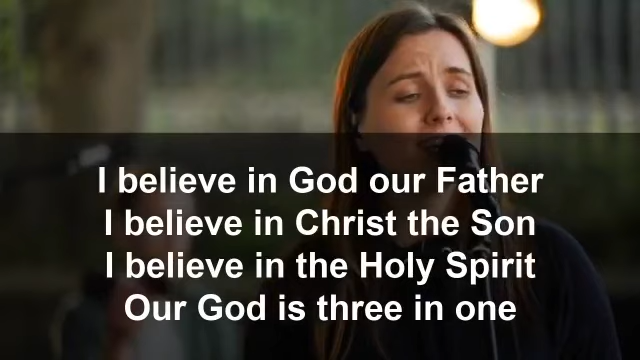 I believe in God our Father
I believe in Christ the Son
I believe in the Holy Spirit
Our God is three in one